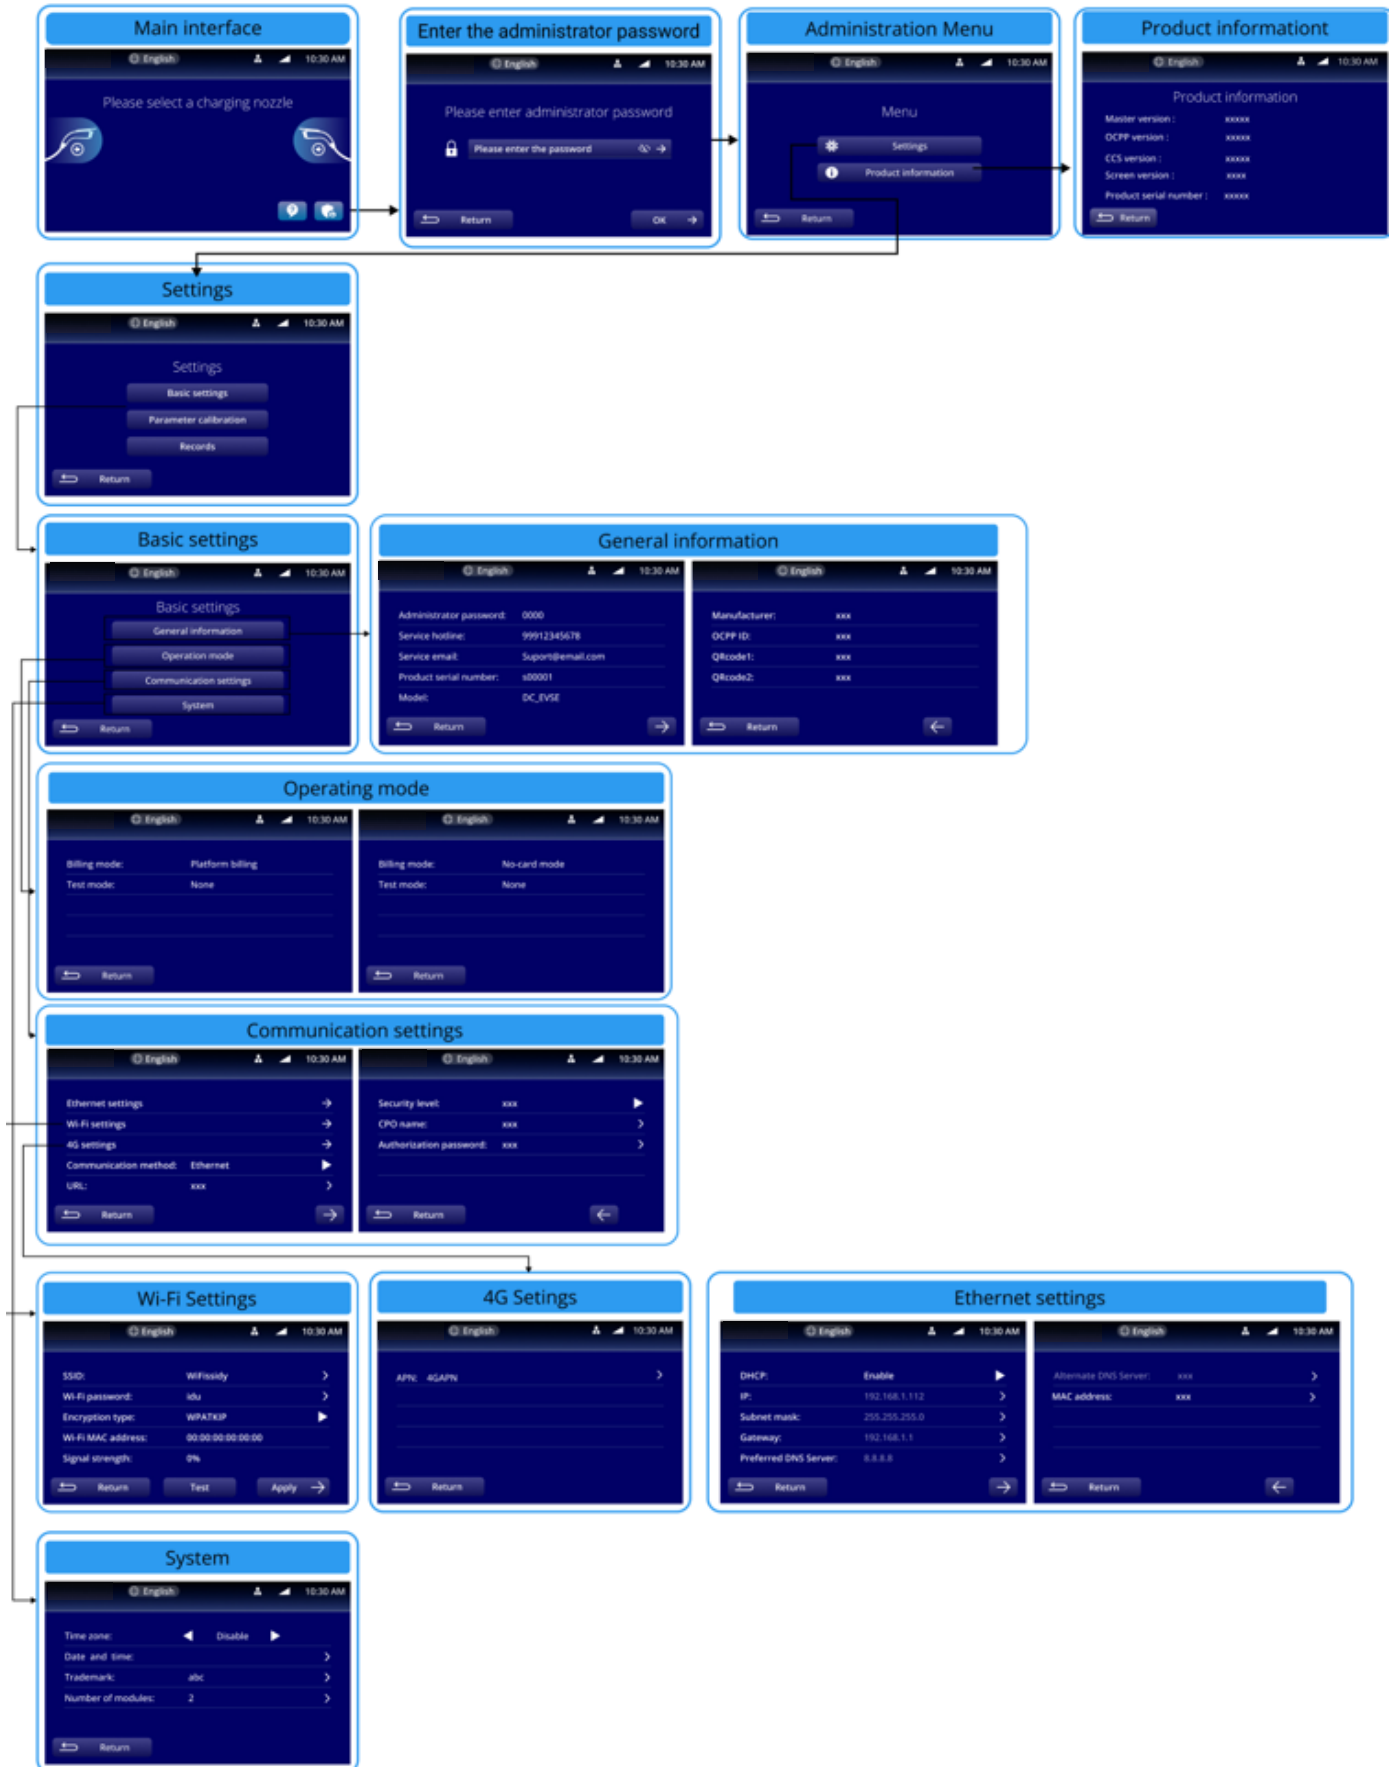 Main interface
English 10:30 AM
Please select a charging nozzle
Enter the administrator password
English 10:30 AM
Please enter administrator password
Please enter the password
Return OK
Administration Menu
English 10:30 AM
Menu
Settings
Product information
Return
Product informationt
English 10:30 AM
Product information
Master version : xxxxx
OCPP version : xxxxx
CCS version : xxxxx
Screen version : xxxx
Product serial number : xxxxx
Return
Settings
English 10:30 AM
Settings
Basic settings
Parameter calibration
Records
Return
Basic settings
English 10:30 AM
Basic settings
General information
Operation mode
Communication settings
System
Return
General information
English 10:30 AM
Administrator password: 0000
Service hotline: 99912345678
Service email: Suport@email.com
Product serial number: s00001
Model: DC_EVSE
Return
English 10:30 AM
Manufacturer: xxx
OCPP ID: xxx
QRcode1: xxx
QRcode2: xxx
Return
Operating mode
English 10:30 AM
Billing mode: Platform billing
Test mode: None
Return
English 10:30 AM
Billing mode: No-card mode
Test mode: None
Return
Communication settings
English 10:30 AM
Ethernet settings
Wi-Fi settings
4G settings
Communication method: Ethernet
URL: xxx
Return
English 10:30 AM
Security level: xxx
CPO name: xxx
Authorization password: xxx
Return
Wi-Fi Settings
English 10:30 AM
SSID: WiFissidy
Wi-Fi password: idu
Encryption type: WPATKIP
Wi-Fi MAC address: 00:00:00:00:00:00
Signal strength: 0%
Return Test Apply
4G Setings
English 10:30 AM
APN: 4GAPN
Return
Ethernet settings
English 10:30 AM
DHCP: Enable
IP: 192.168.1.112
Subnet mask: 255.255.255.0
Gateway: 192.168.1.1
Preferred DNS Server: 8.8.8.8
Return
English 10:30 AM
Alternate DNS Server: xxx
MAC address: xxx
Return
System
English 10:30 AM
Time zone: Disable
Date and time:
Trademark: abc
Number of modules: 2
Return